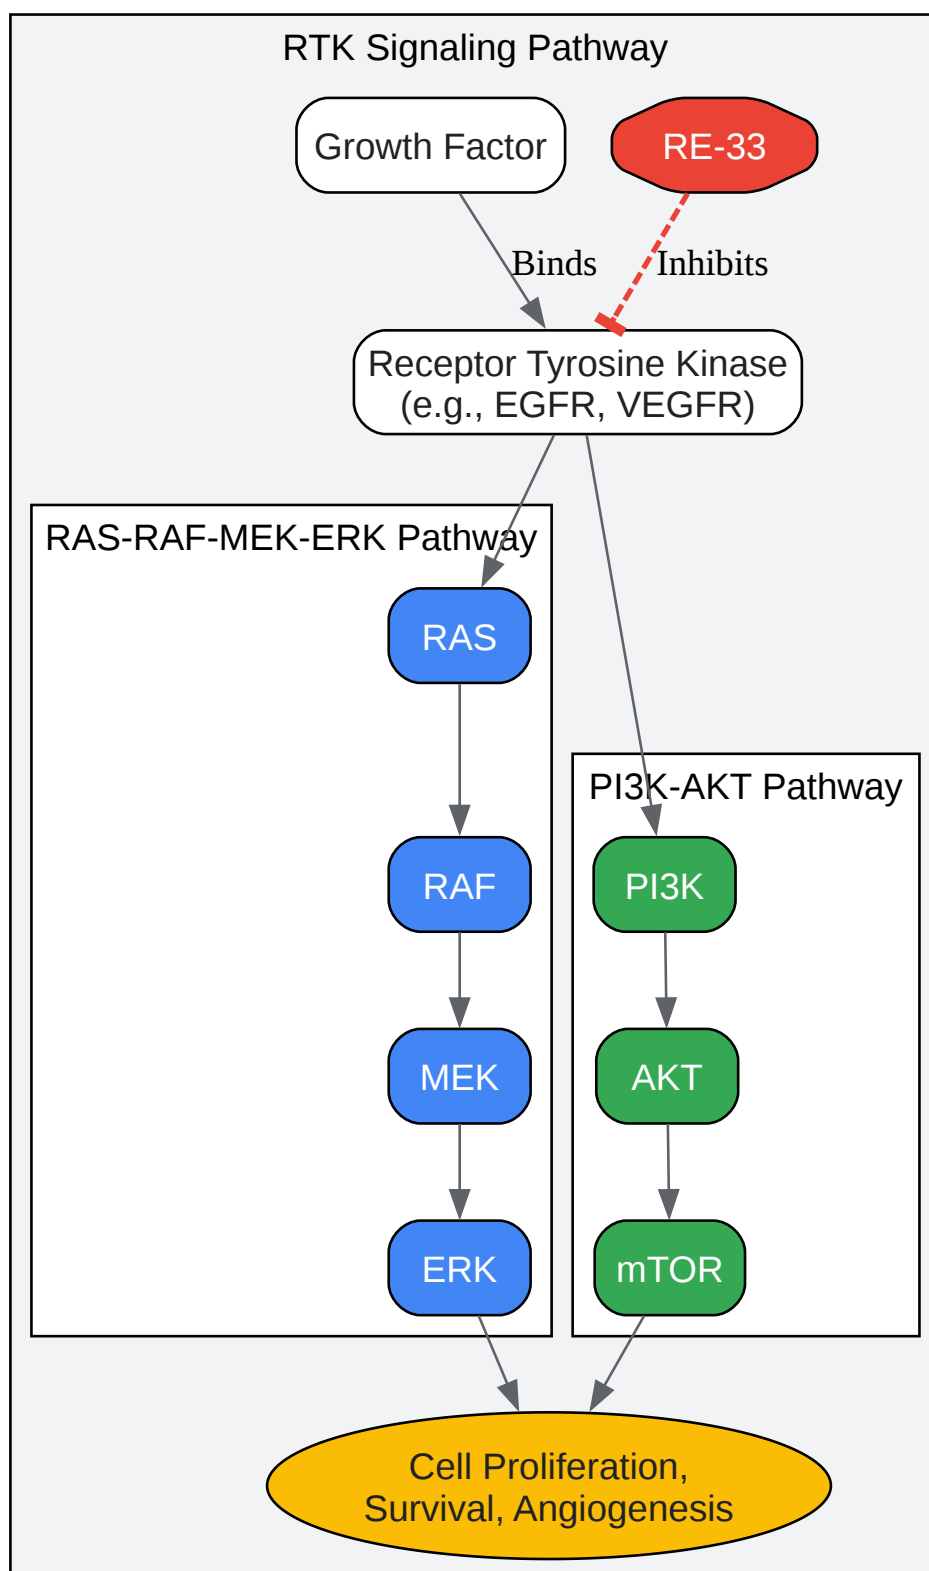 RTK Signaling Pathway
Growth Factor
RE-33
Binds
Inhibits
Receptor Tyrosine Kinase
(e.g., EGFR, VEGFR)
RAS-RAF-MEK-ERK Pathway
RAS
RAF
MEK
ERK
PI3K-AKT Pathway
PI3K
AKT
mTOR
Cell Proliferation,
Survival, Angiogenesis